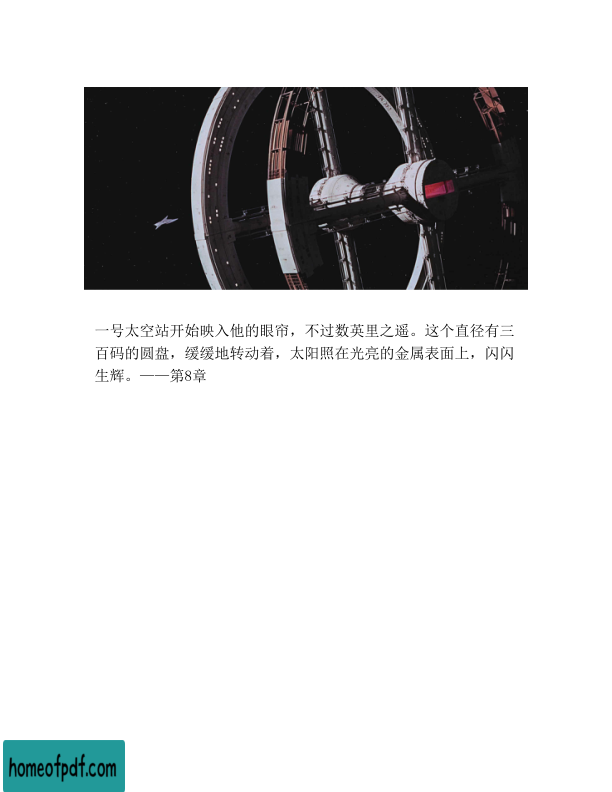 一号太空站开始映入他的眼帘，不过数英里之遥。这个直径有三
百码的圆盘，缓缓地转动着，太阳照在光亮的金属表面上，闪闪
生辉。——第8章
homeofpdf.com